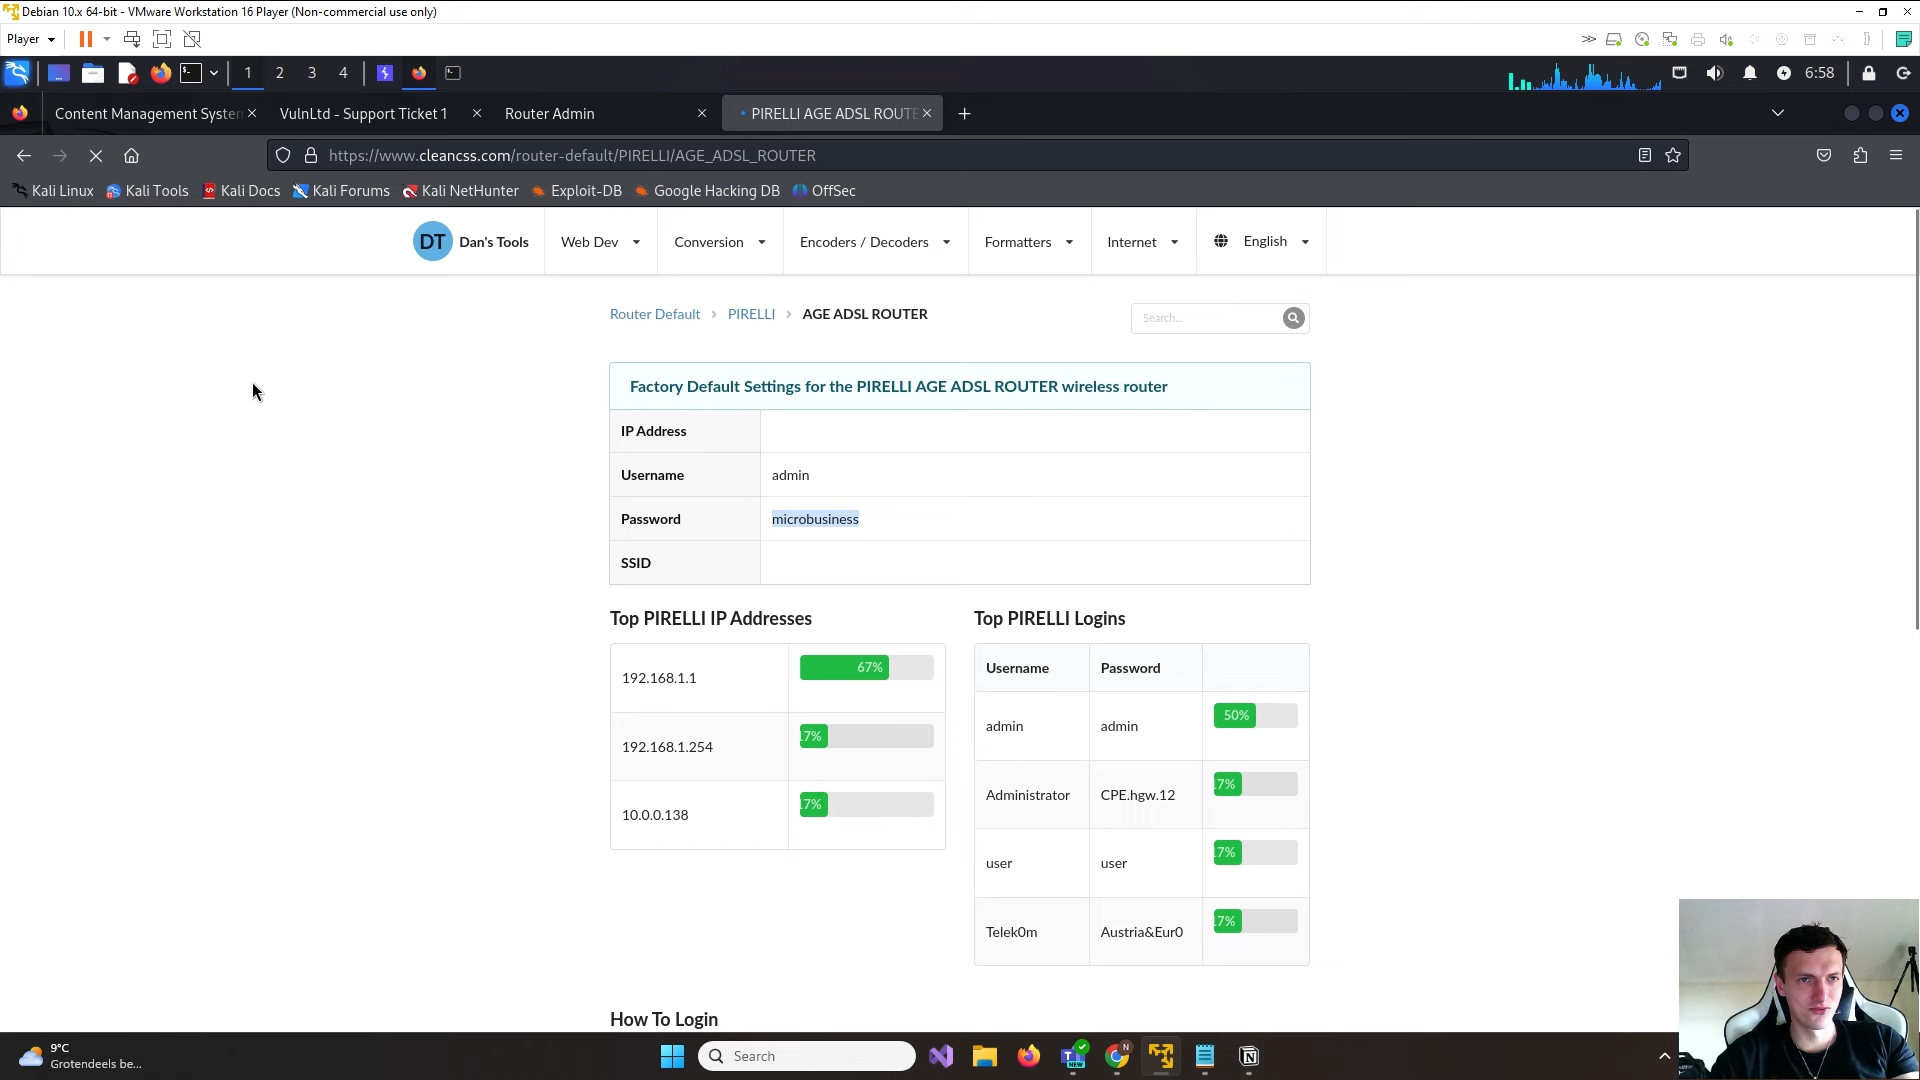 Debian 10.x 64-bit - VMware Workstation 16 Player (Non-commercial use only)
Player
1 2 3 4
6:58
Content Management System
VulnLtd - Support Ticket 1
Router Admin
PIRELLI AGE ADSL ROUTE
https://www.cleancss.com/router-default/PIRELLI/AGE_ADSL_ROUTER
Kali Linux Kali Tools Kali Docs Kali Forums Kali NetHunter Exploit-DB Google Hacking DB OffSec
DT Dan's Tools Web Dev Conversion Encoders / Decoders Formatters Internet English
Router Default > PIRELLI > AGE ADSL ROUTER
Search...
Factory Default Settings for the PIRELLI AGE ADSL ROUTER wireless router
IP Address
Username admin
Password microbusiness
SSID
Top PIRELLI IP Addresses
192.168.1.1 67%
192.168.1.254 17%
10.0.0.138 17%
Top PIRELLI Logins
Username Password
admin admin 50%
Administrator CPE.hgw.12 17%
user user 17%
Telek0m Austria&Eur0 17%
How To Login
9°C
Grotendeels be...
Search
NEW
N